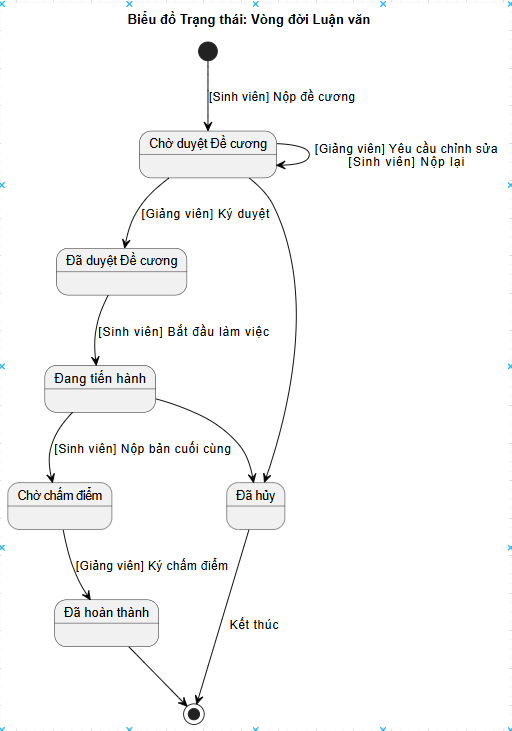 Biểu đồ Trạng thái: Vòng đời Luận văn
[Sinh viên] Nộp đề cương
Chờ duyệt Đề cương
[Giảng viên] Yêu cầu chỉnh sửa
[Sinh viên] Nộp lại
[Giảng viên] Ký duyệt
Đã duyệt Đề cương
[Sinh viên] Bắt đầu làm việc
Đang tiến hành
[Sinh viên] Nộp bản cuối cùng
Chờ chấm điểm
Đã hủy
[Giảng viên] Ký chấm điểm
Đã hoàn thành
Kết thúc